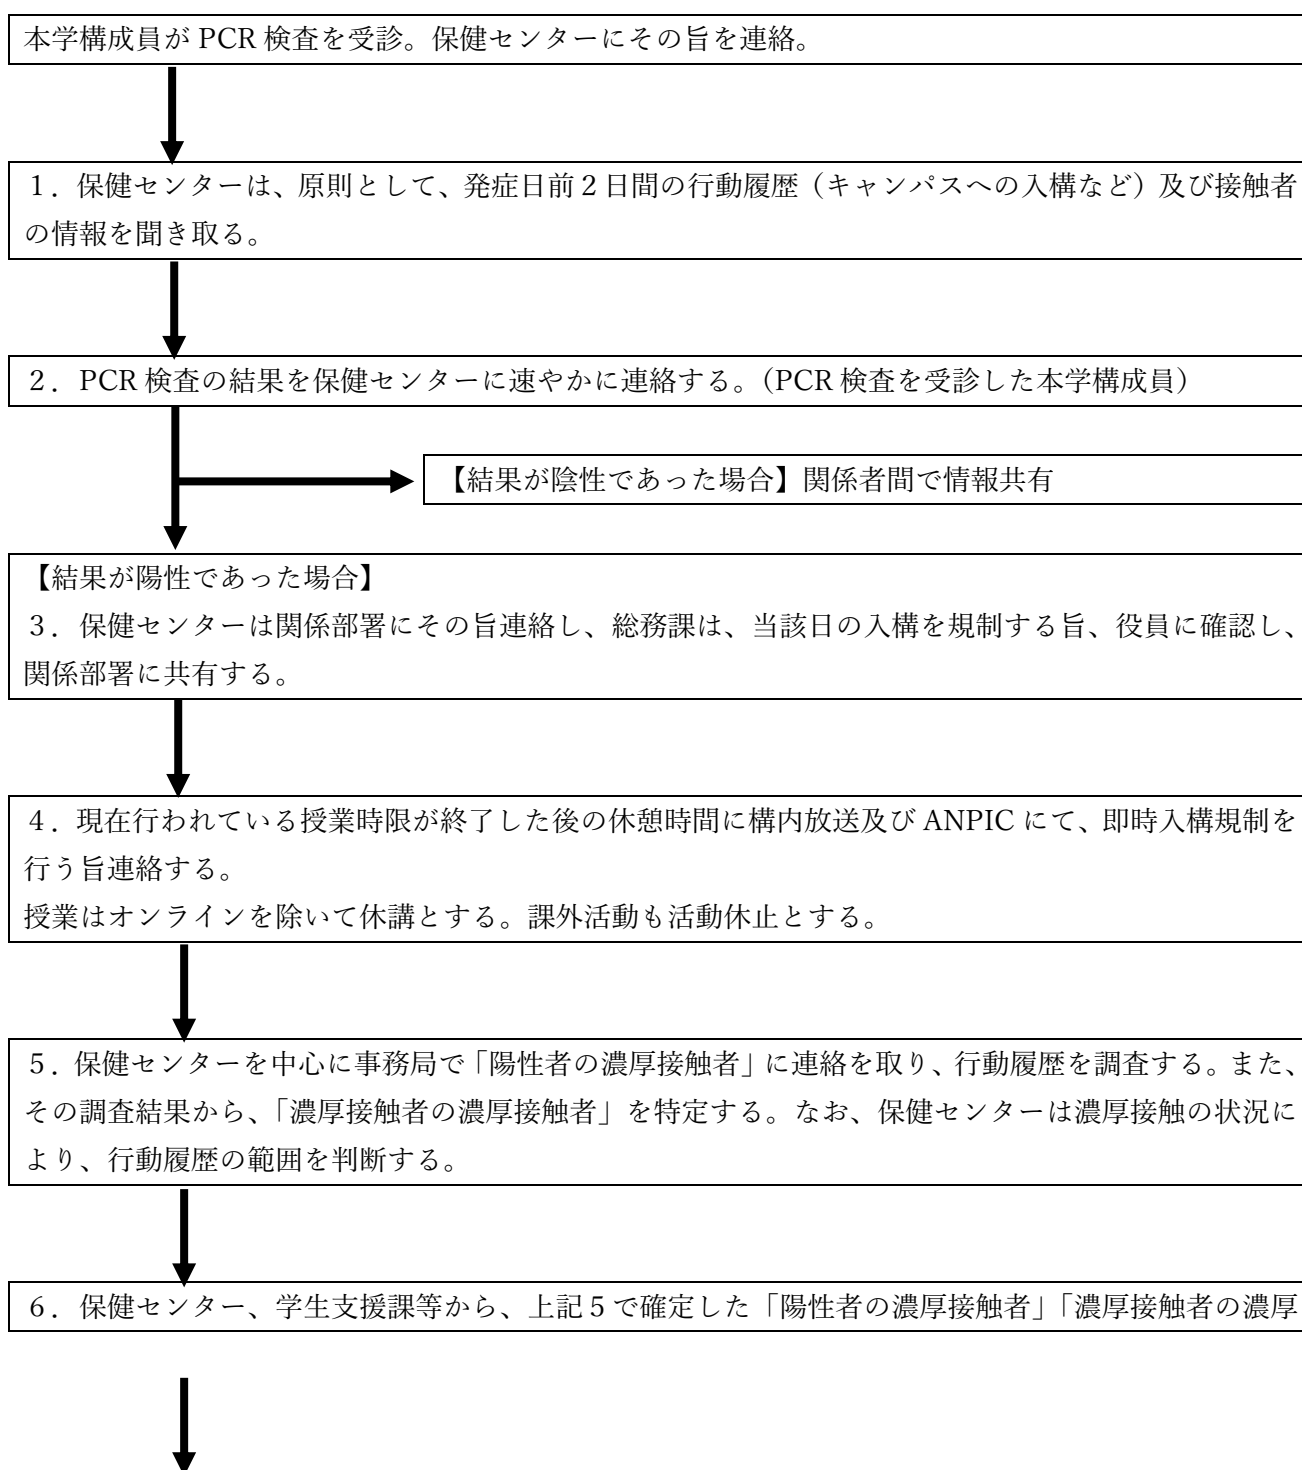 本学構成員が PCR 検査を受診。保健センターにその旨を連絡。
１．保健センターは、原則として、発症日前２日間の行動履歴（キャンパスへの入構など）及び接触者
の情報を聞き取る。
２．PCR 検査の結果を保健センターに速やかに連絡する。（PCR 検査を受診した本学構成員）
【結果が陰性であった場合】関係者間で情報共有
【結果が陽性であった場合】
３．保健センターは関係部署にその旨連絡し、総務課は、当該日の入構を規制する旨、役員に確認し、
関係部署に共有する。
４．現在行われている授業時限が終了した後の休憩時間に構内放送及び ANPIC にて、即時入構規制を
行う旨連絡する。
授業はオンラインを除いて休講とする。課外活動も活動休止とする。
５．保健センターを中心に事務局で「陽性者の濃厚接触者」に連絡を取り、行動履歴を調査する。また、
その調査結果から、「濃厚接触者の濃厚接触者」を特定する。なお、保健センターは濃厚接触の状況に
より、行動履歴の範囲を判断する。
６．保健センター、学生支援課等から、上記５で確定した「陽性者の濃厚接触者」「濃厚接触者の濃厚